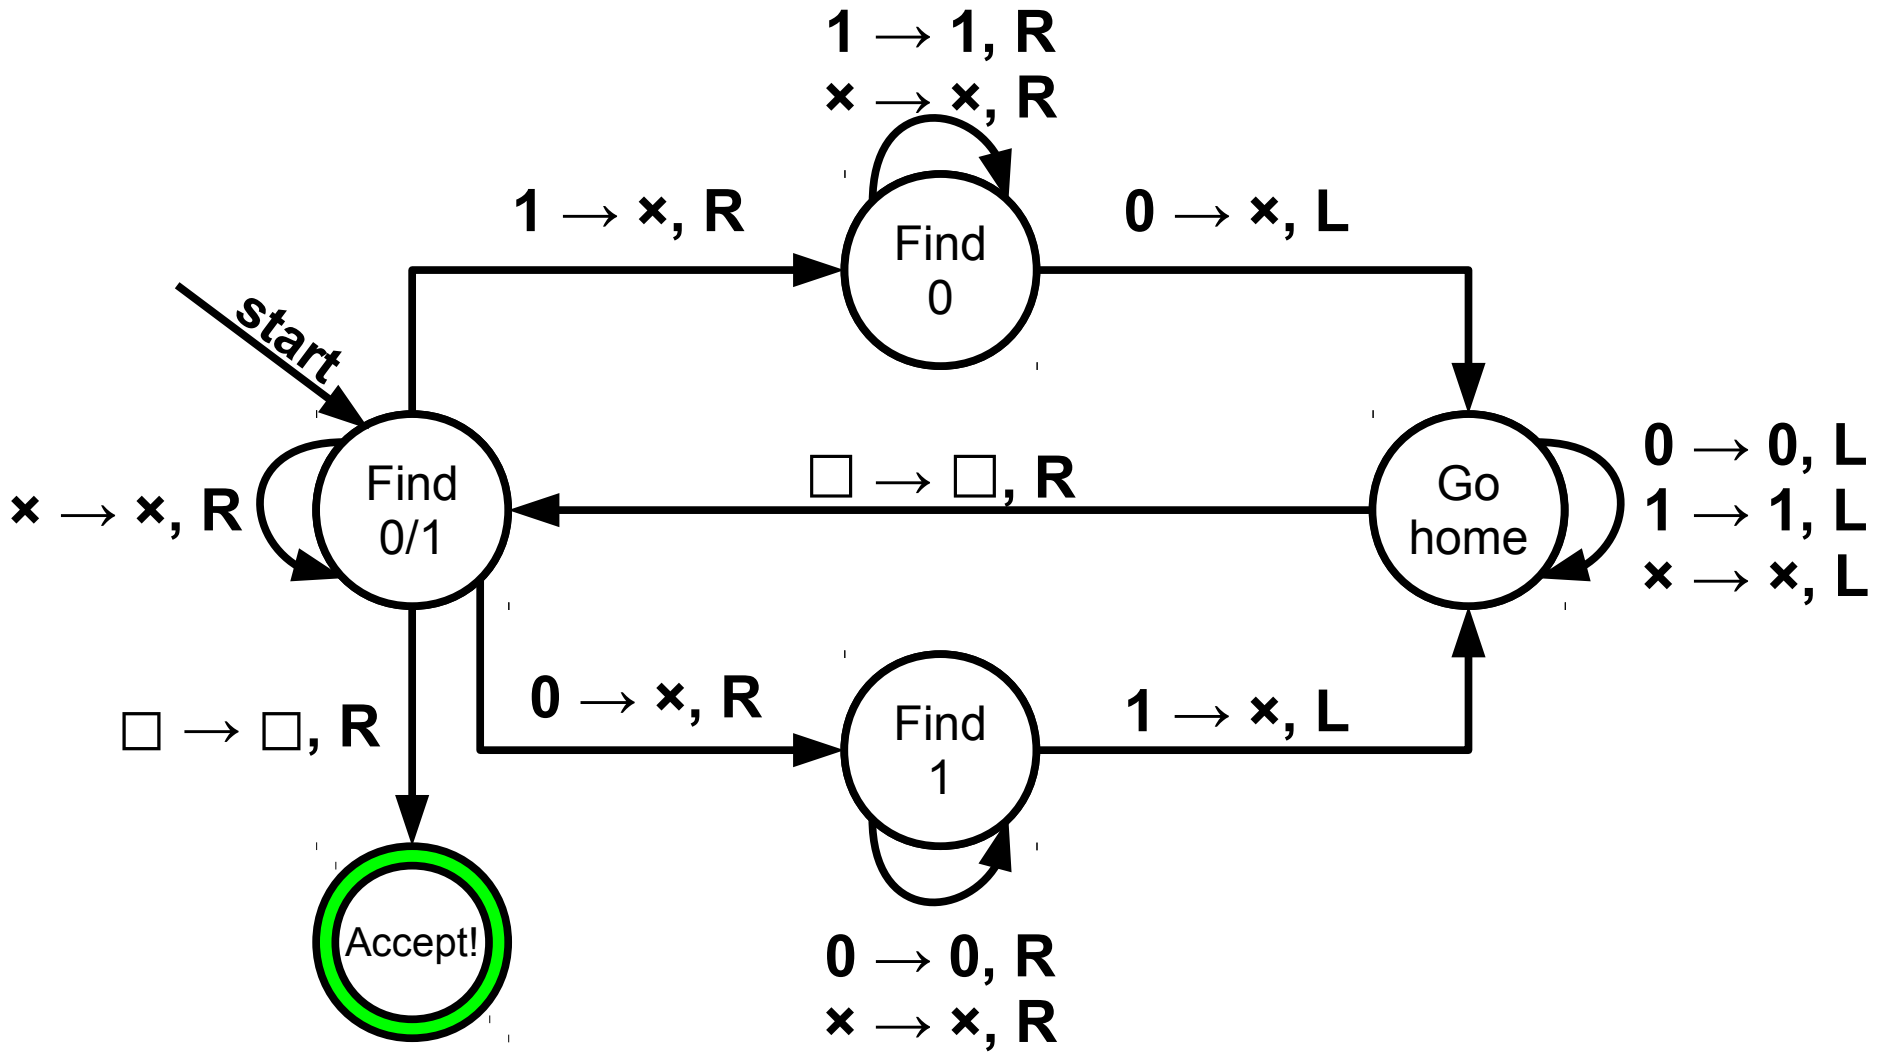 1 → 1, R
× → ×, R
1 → ×, R
Find
0
0 → ×, L
start
× → ×, R
Find
0/1
□ → □, R
Go
home
0 → 0, L
1 → 1, L
× → ×, L
□ → □, R
0 → ×, R
Find
1
1 → ×, L
Accept!
0 → 0, R
× → ×, R